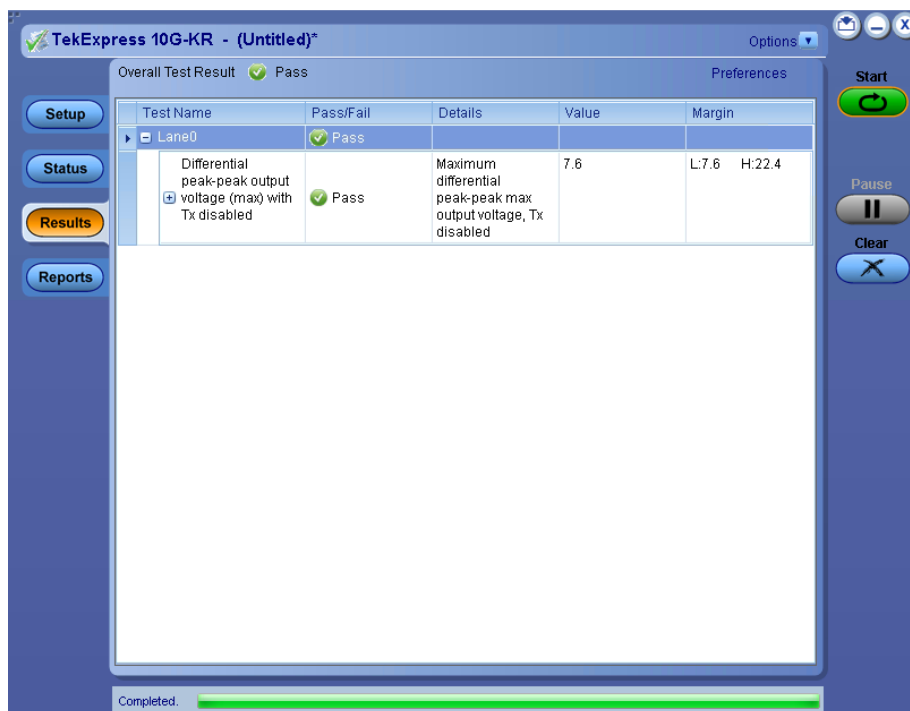 TekExpress 10G-KR - (Untitled)*
Options
Overall Test Result Pass
Preferences
Start
Setup
Status
Results
Reports
Test Name Pass/Fail Details Value Margin
Lane0 Pass
Differential
peak-peak output
voltage (max) with
Tx disabled
Pass
Maximum
differential
peak-peak max
output voltage, Tx
disabled
7.6
L:7.6 H:22.4
Pause
Clear
Completed.